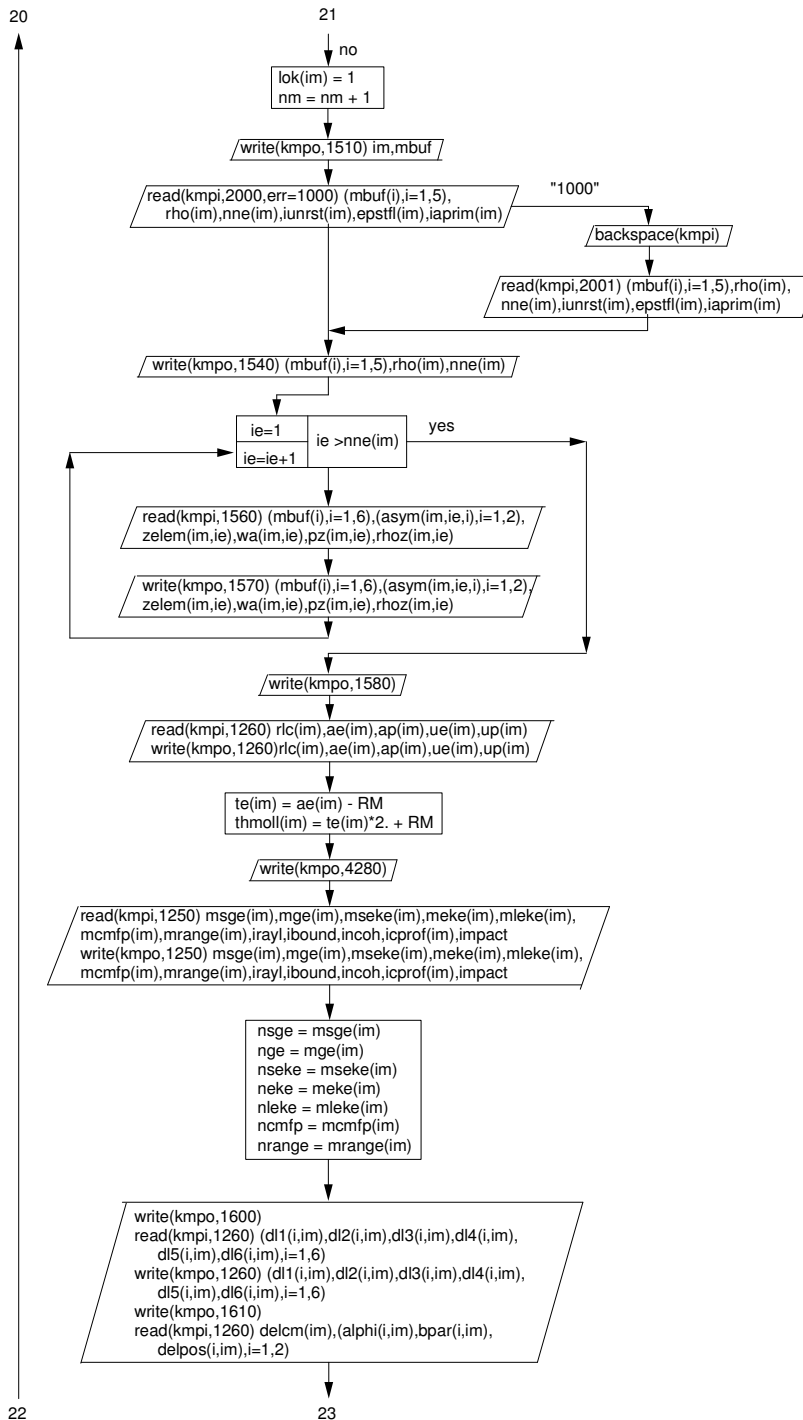 20
21
no
lok(im) = 1
nm = nm + 1
write(kmpo,1510) im,mbuf
read(kmpi,2000,err=1000) (mbuf(i),i=1,5),
rho(im),nne(im),iunrst(im),epstfl(im),iaprim(im)
"1000"
backspace(kmpi)
read(kmpi,2001) (mbuf(i),i=1,5),rho(im),
nne(im),iunrst(im),epstfl(im),iaprim(im)
write(kmpo,1540) (mbuf(i),i=1,5),rho(im),nne(im)
ie=1
ie=ie+1
ie >nne(im)
yes
read(kmpi,1560) (mbuf(i),i=1,6),(asym(im,ie,i),i=1,2),
zelem(im,ie),wa(im,ie),pz(im,ie),rhoz(im,ie)
write(kmpo,1570) (mbuf(i),i=1,6),(asym(im,ie,i),i=1,2),
zelem(im,ie),wa(im,ie),pz(im,ie),rhoz(im,ie)
write(kmpo,1580)
read(kmpi,1260) rlc(im),ae(im),ap(im),ue(im),up(im)
write(kmpo,1260)rlc(im),ae(im),ap(im),ue(im),up(im)
te(im) = ae(im) - RM
thmoll(im) = te(im)*2. + RM
write(kmpo,4280)
read(kmpi,1250) msge(im),mge(im),mseke(im),meke(im),mleke(im),
mcmfp(im),mrange(im),irayl,ibound,incoh,icprof(im),impact
write(kmpo,1250) msge(im),mge(im),mseke(im),meke(im),mleke(im),
mcmfp(im),mrange(im),irayl,ibound,incoh,icprof(im),impact
nsge = msge(im)
nge = mge(im)
nseke = mseke(im)
neke = meke(im)
nleke = mleke(im)
ncmfp = mcmfp(im)
nrange = mrange(im)
write(kmpo,1600)
read(kmpi,1260) (dl1(i,im),dl2(i,im),dl3(i,im),dl4(i,im),
dl5(i,im),dl6(i,im),i=1,6)
write(kmpo,1260) (dl1(i,im),dl2(i,im),dl3(i,im),dl4(i,im),
dl5(i,im),dl6(i,im),i=1,6)
write(kmpo,1610)
read(kmpi,1260) delcm(im),(alphi(i,im),bpar(i,im),
delpos(i,im),i=1,2)
22
23